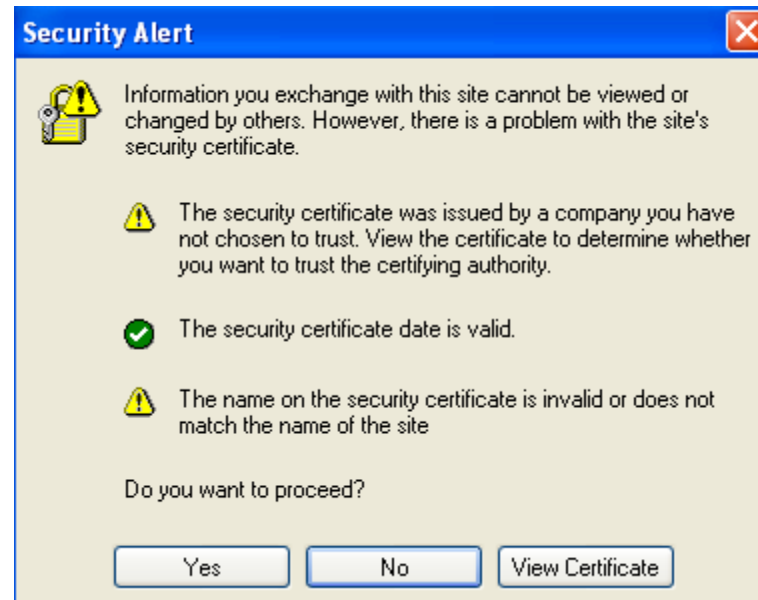 Security Alert
Information you exchange with this site cannot be viewed or
changed by others. However, there is a problem with the site's
security certificate.
The security certificate was issued by a company you have
not chosen to trust. View the certificate to determine whether
you want to trust the certifying authority.
The security certificate date is valid.
The name on the security certificate is invalid or does not
match the name of the site
Do you want to proceed?
Yes No View Certificate